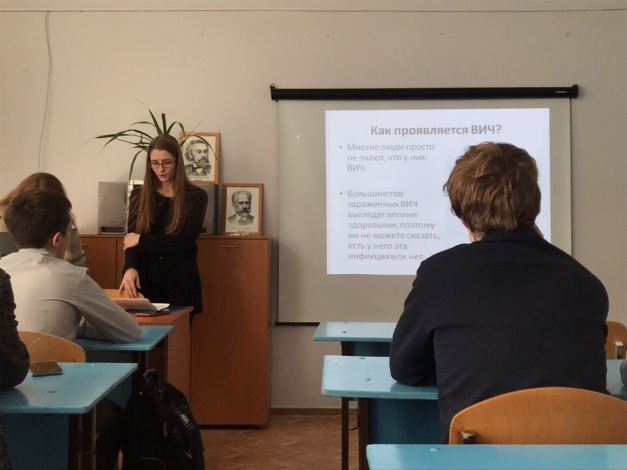 Как проявляется ВИЧ?
• Многие люди просто
не знают, что у них
ВИЧ.
• Большинство
зараженных ВИЧ
выглядят вполне
здоровыми, поэтому
вы не можете сказать,
есть у него эта
инфекция или нет.